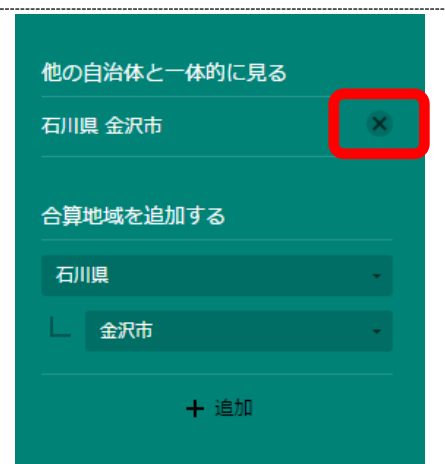 他の自治体と一体的に見る
石川県 金沢市
合算地域を追加する
石川県
金沢市
+ 追加